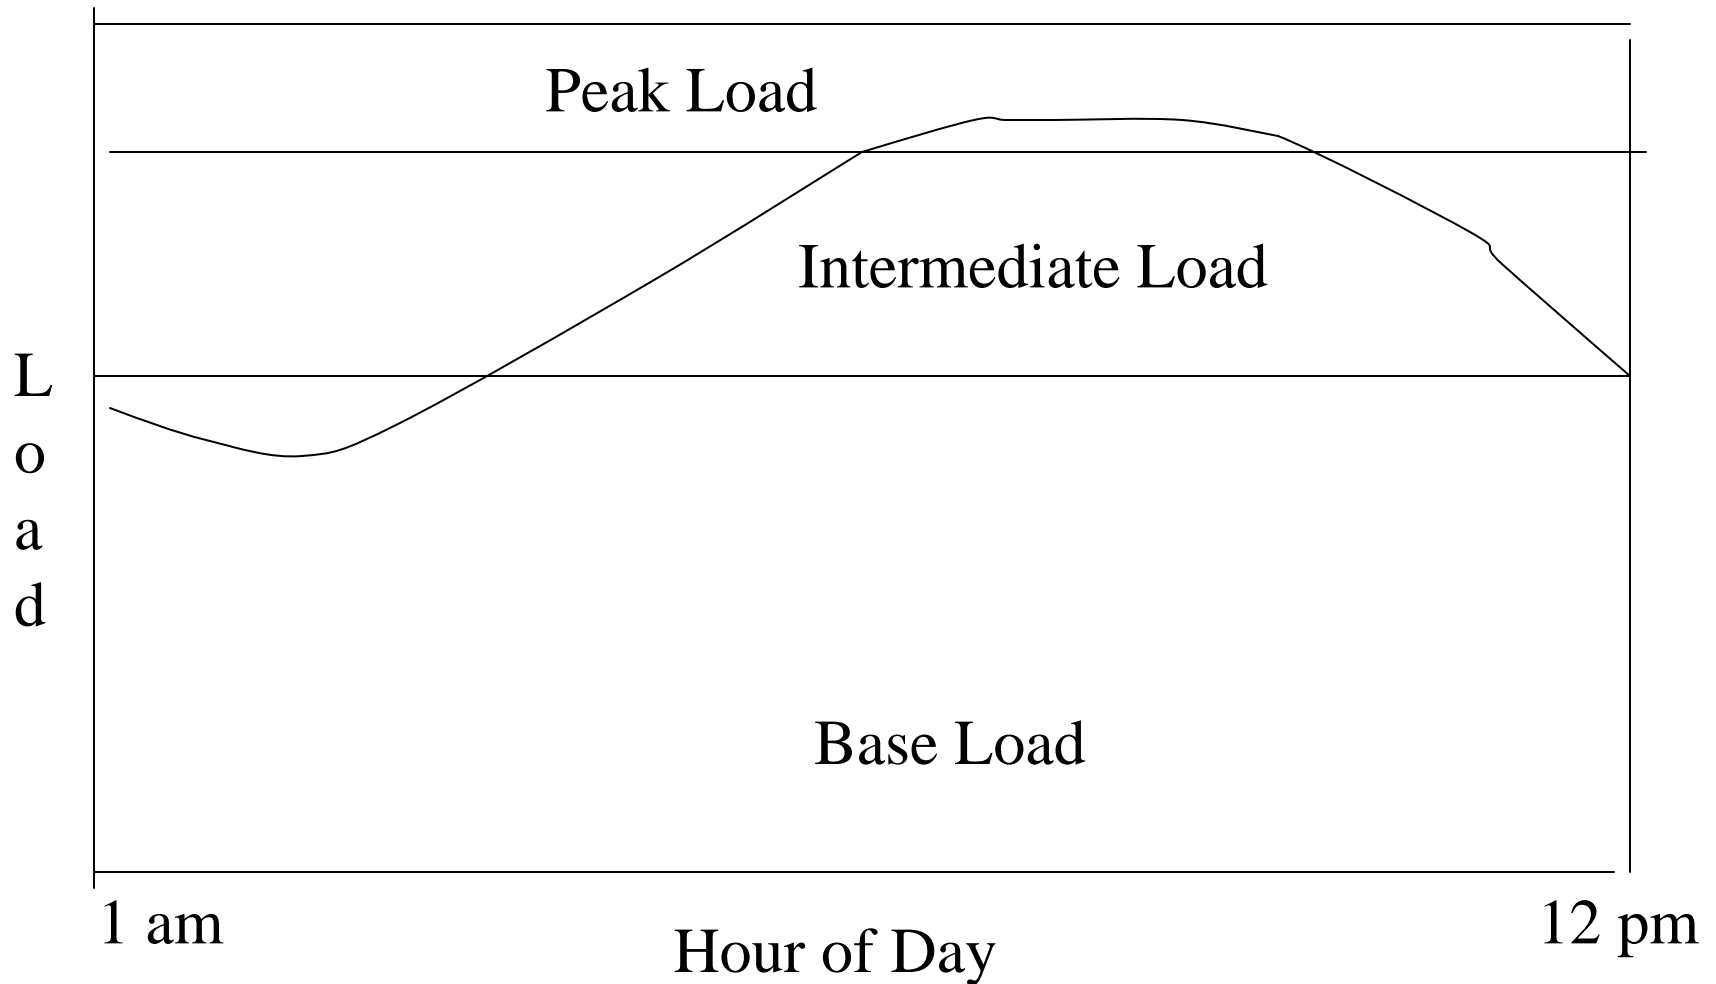 Peak Load
Intermediate Load
L
o
a
d
Base Load
1 am
12 pm
Hour of Day